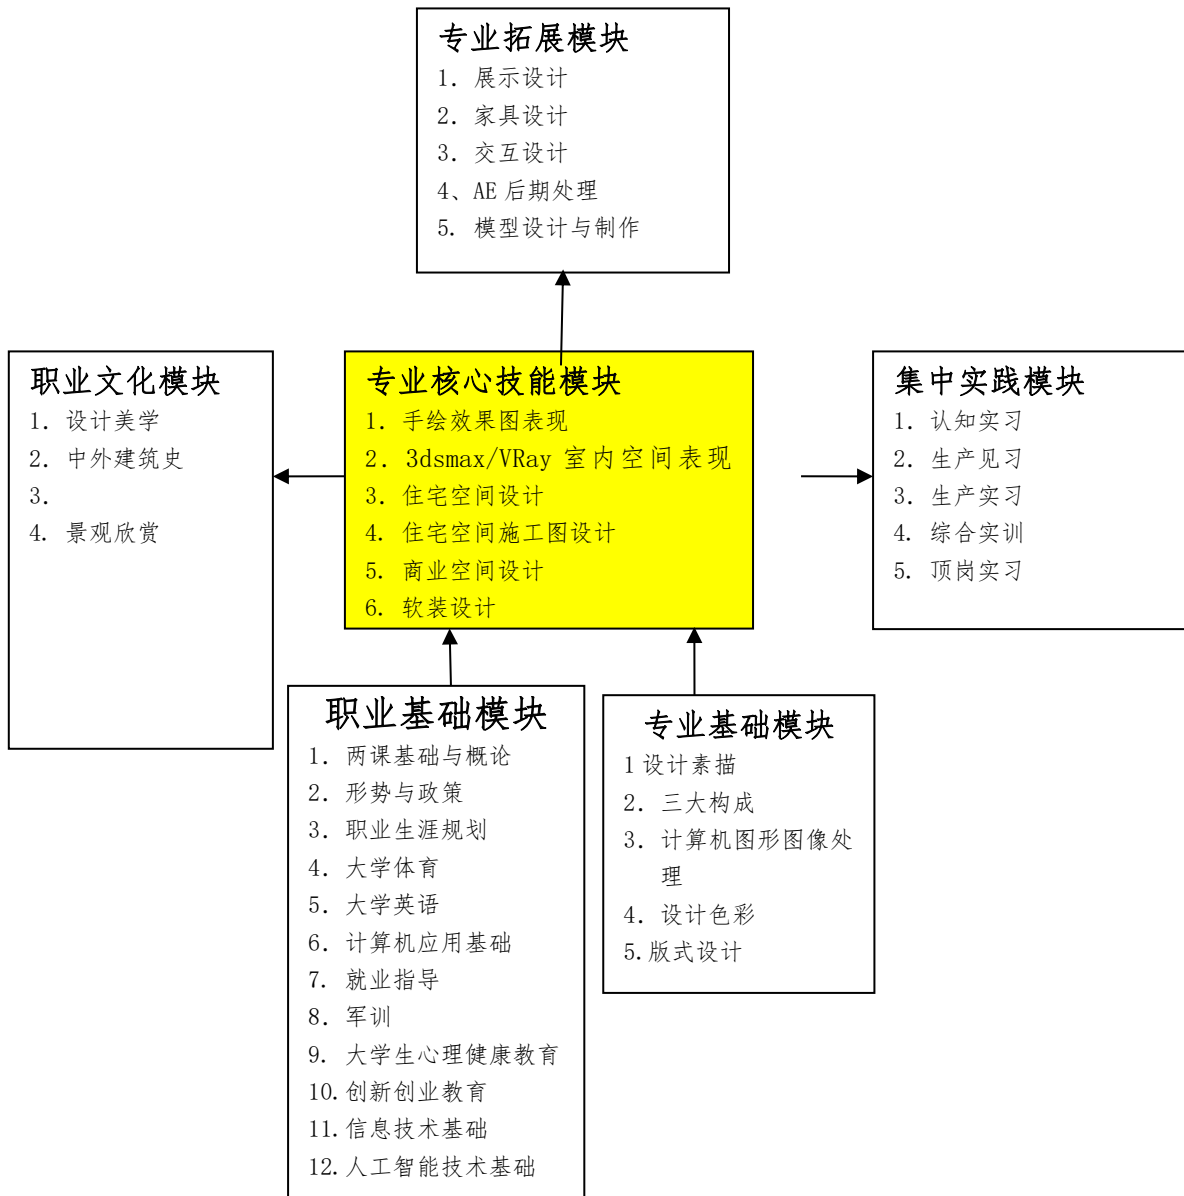 专业拓展模块
1. 展示设计
2. 家具设计
3. 交互设计
4、AE 后期处理
5. 模型设计与制作
职业文化模块
1. 设计美学
2. 中外建筑史
3.
4. 景观欣赏
专业核心技能模块
1. 手绘效果图表现
2. 3dsmax/VRay 室内空间表现
3. 住宅空间设计
4. 住宅空间施工图设计
5. 商业空间设计
6. 软装设计
集中实践模块
1. 认知实习
2. 生产见习
3. 生产实习
4. 综合实训
5. 顶岗实习
职业基础模块
1. 两课基础与概论
2. 形势与政策
3. 职业生涯规划
4. 大学体育
5. 大学英语
6. 计算机应用基础
7. 就业指导
8. 军训
9. 大学生心理健康教育
10.创新创业教育
11.信息技术基础
12.人工智能技术基础
专业基础模块
1 设计素描
2. 三大构成
3. 计算机图形图像处
理
4. 设计色彩
5.版式设计